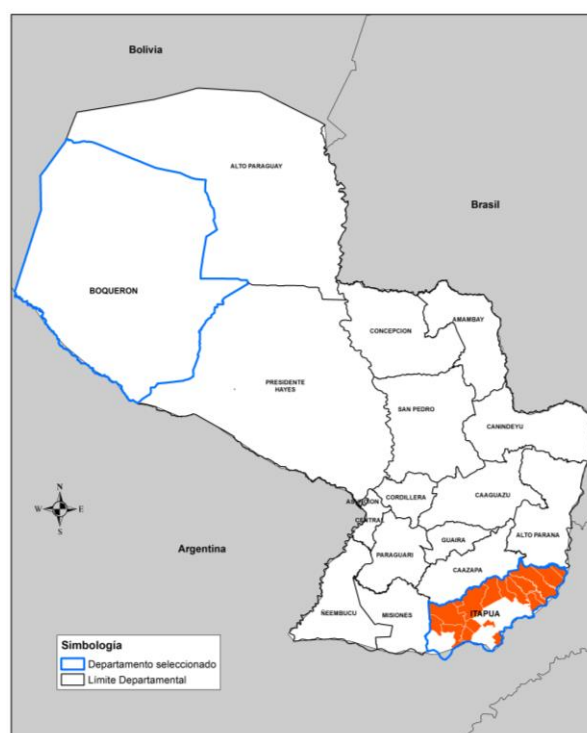 Bolivia
ALTO PARAGUAY
Brasil
BOQUERON
AMAMBAY
CONCEPCION
PRESIDENTE
HAYES
SAN PEDRO
CANINDEYU
N
W E
S
CORDILLERA
CAAGUAZU
CENTRAL
Argentina
GUAIRA
ALTO PARANA
PARAGUARI
CAAZAPA
ITAPUA
ÑEEMBUCU
MISIONES
Simbología
Departamento seleccionado
Límite Departamental